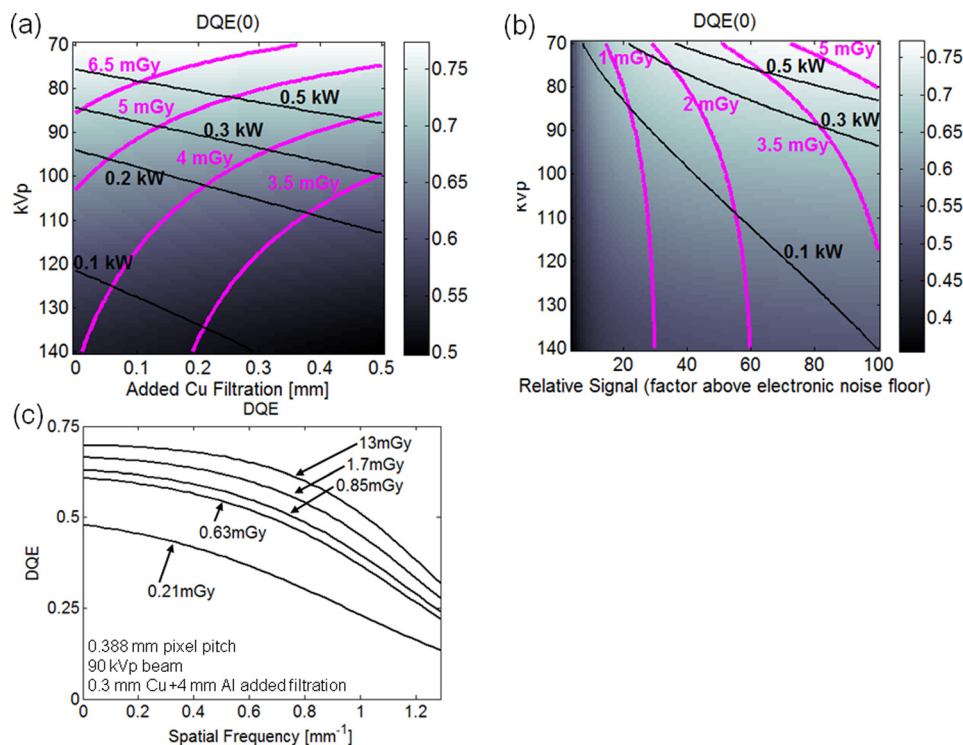 (a)
DQE(0)
kVp
70
80
90
100
110
120
130
140
6.5 mGy
5 mGy
4 mGy
3.5 mGy
0.5 kW
0.3 kW
0.2 kW
0.1 kW
0
0.1
0.2
0.3
0.4
0.5
Added Cu Filtration [mm]
0.75
0.7
0.65
0.6
0.55
0.5
(b)
DQE(0)
kVp
70
80
90
100
110
120
130
140
1 mGy
2 mGy
3.5 mGy
5 mGy
0.5 kW
0.3 kW
0.1 kW
20
40
60
80
100
Relative Signal (factor above electronic noise floor)
0.75
0.7
0.65
0.6
0.55
0.5
0.45
0.4
(c)
DQE
DQE
0.75
0.5
0.25
0
13mGy
1.7mGy
0.85mGy
0.63mGy
0.21mGy
0.388 mm pixel pitch
90 kVp beam
0.3 mm Cu +4 mm Al added filtration
0
0.2
0.4
0.6
0.8
1
1.2
Spatial Frequency [mm-1]